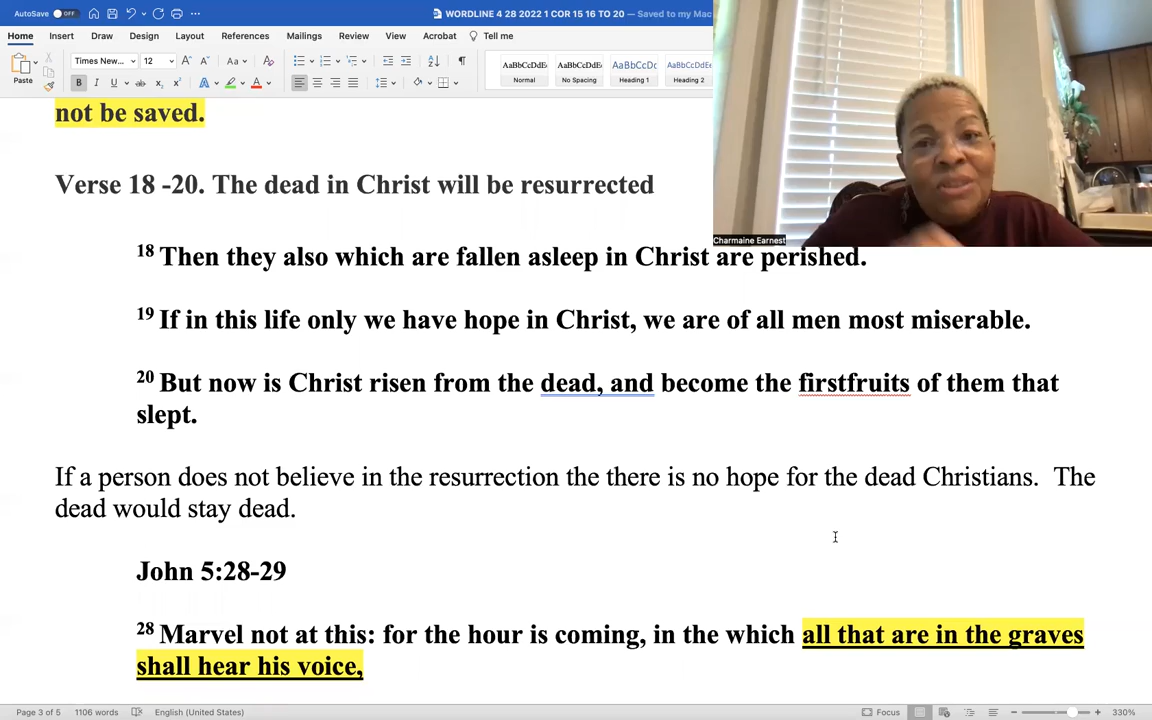 AutoSave OFF WORDLINE 4 28 2022 1 COR 15 16 TO 20 — Saved to my Mac
Home Insert Draw Design Layout References Mailings Review View Acrobat Tell me
Paste Times New... 12 Aa AaBbCcDdE AaBbCcDdE AaBbCcDc AaBbCcDdE
Normal No Spacing Heading 1 Heading 2
not be saved.
Verse 18 -20. The dead in Christ will be resurrected
Charmaine Earnest
18 Then they also which are fallen asleep in Christ are perished.
19 If in this life only we have hope in Christ, we are of all men most miserable.
20 But now is Christ risen from the dead, and become the firstfruits of them that
slept.
If a person does not believe in the resurrection the there is no hope for the dead Christians. The
dead would stay dead.
John 5:28-29
28 Marvel not at this: for the hour is coming, in the which all that are in the graves
shall hear his voice,
Page 3 of 5 1106 words English (United States) Focus 330%